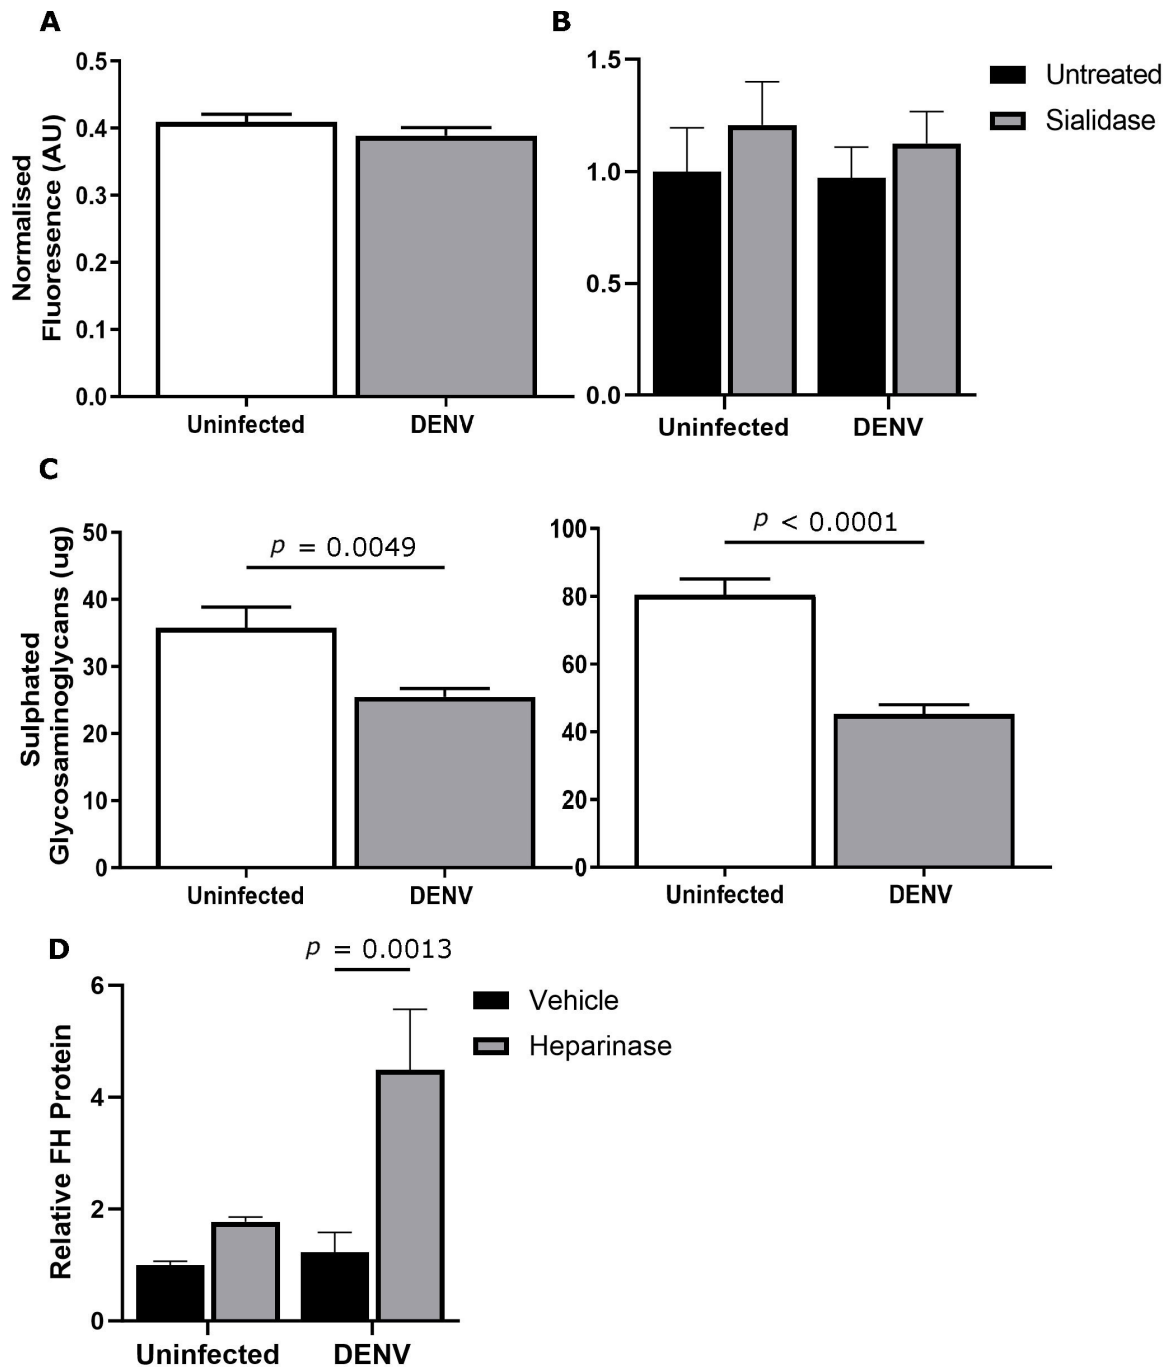 A
B
0.5
0.4
0.3
0.2
0.1
0.0
Normalised
Fluoresence (AU)
Uninfected
DENV
1.5
1.0
0.5
0.0
Uninfected
DENV
Untreated
Sialidase
C
50
40
30
20
10
0
Sulphated
Glycosaminoglycans (ug)
p = 0.0049
Uninfected
DENV
100
80
60
40
20
0
p < 0.0001
Uninfected
DENV
D
p = 0.0013
6
4
2
0
Relative FH Protein
Uninfected
DENV
Vehicle
Heparinase